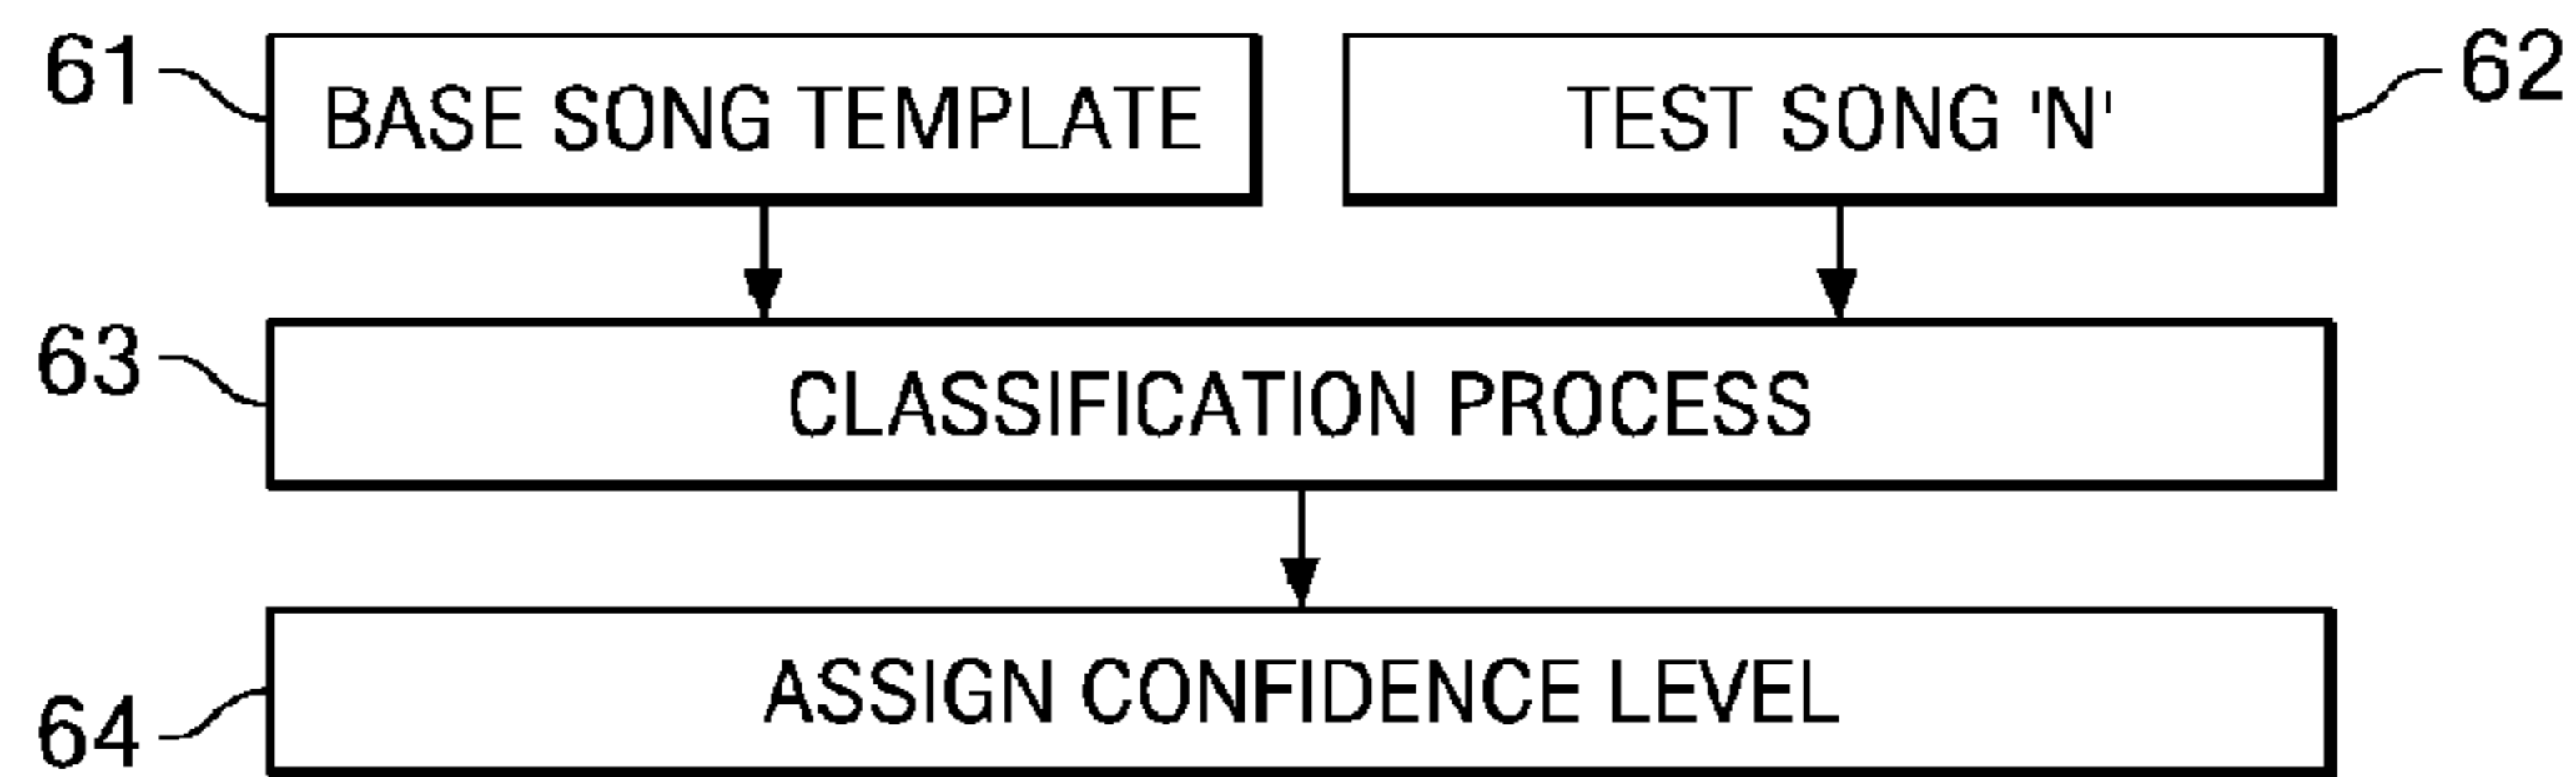 61 BASE SONG TEMPLATE TEST SONG 'N' 62
63 CLASSIFICATION PROCESS
64 ASSIGN CONFIDENCE LEVEL